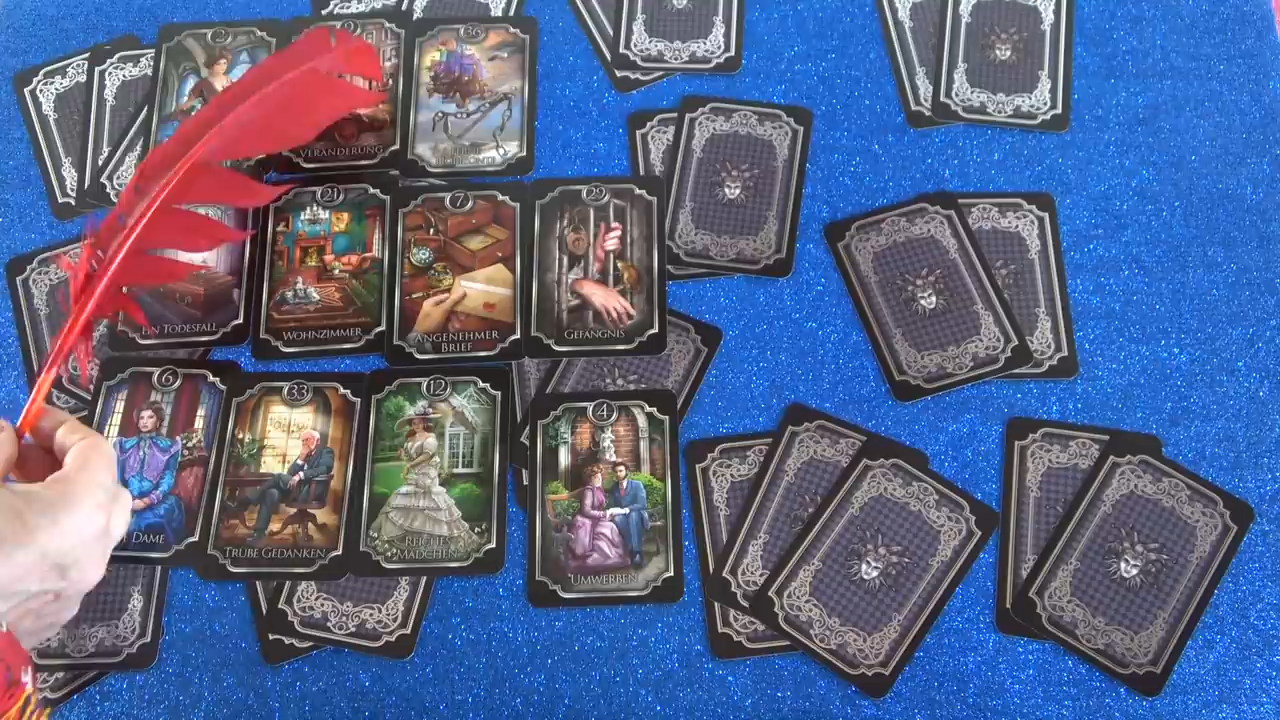 2
9
36
VERÄNDERUNG
21
7
29
EIN TODESFALL
WOHNZIMMER
ANGENEHMER
BRIEF
GEFÄNGNIS
6
33
12
4
DAME
TRÜBE GEDANKEN
REICHES
MÄDCHEN
UMWERBEN